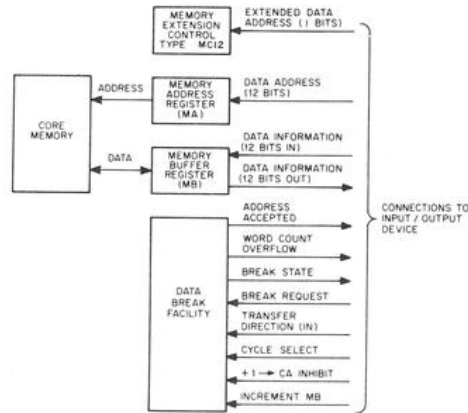 MEMORY
EXTENSION
CONTROL
TYPE MC12
EXTENDED DATA
ADDRESS (1 BITS)
CORE
MEMORY
ADDRESS
MEMORY
ADDRESS
REGISTER
(MA)
DATA ADDRESS
(12 BITS)
DATA
MEMORY
BUFFER
REGISTER
(MB)
DATA INFORMATION
(12 BITS IN)
DATA INFORMATION
(12 BITS OUT)
DATA
BREAK
FACILITY
ADDRESS
ACCEPTED
WORD COUNT
OVERFLOW
BREAK STATE
BREAK REQUEST
TRANSFER
DIRECTION (IN)
CYCLE SELECT
+1 → CA INHIBIT
INCREMENT MB
CONNECTIONS TO
INPUT / OUTPUT
DEVICE